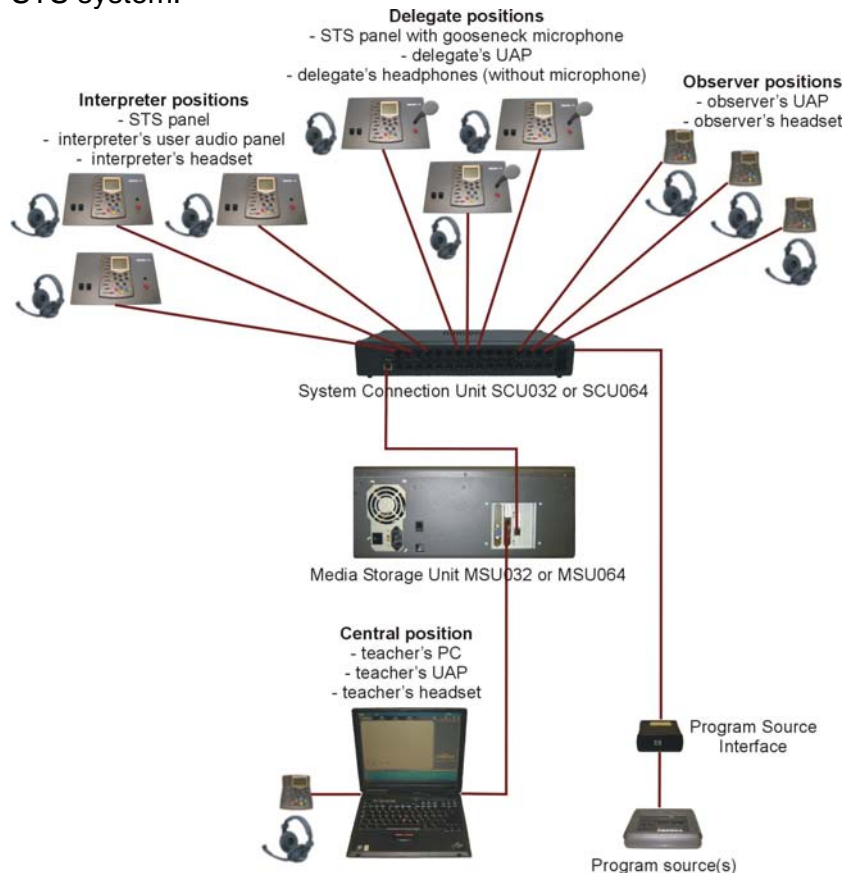 STS system.
Delegate positions
- STS panel with gooseneck microphone
- delegate's UAP
- delegate's headphones (without microphone)
Observer positions
- observer's UAP
- observer's headset
Interpreter positions
- STS panel
- interpreter's user audio panel
- interpreter's headset
System Connection Unit SCU032 or SCU064
Media Storage Unit MSU032 or MSU064
Central position
- teacher's PC
- teacher's UAP
- teacher's headset
Program Source
Interface
Program source(s)